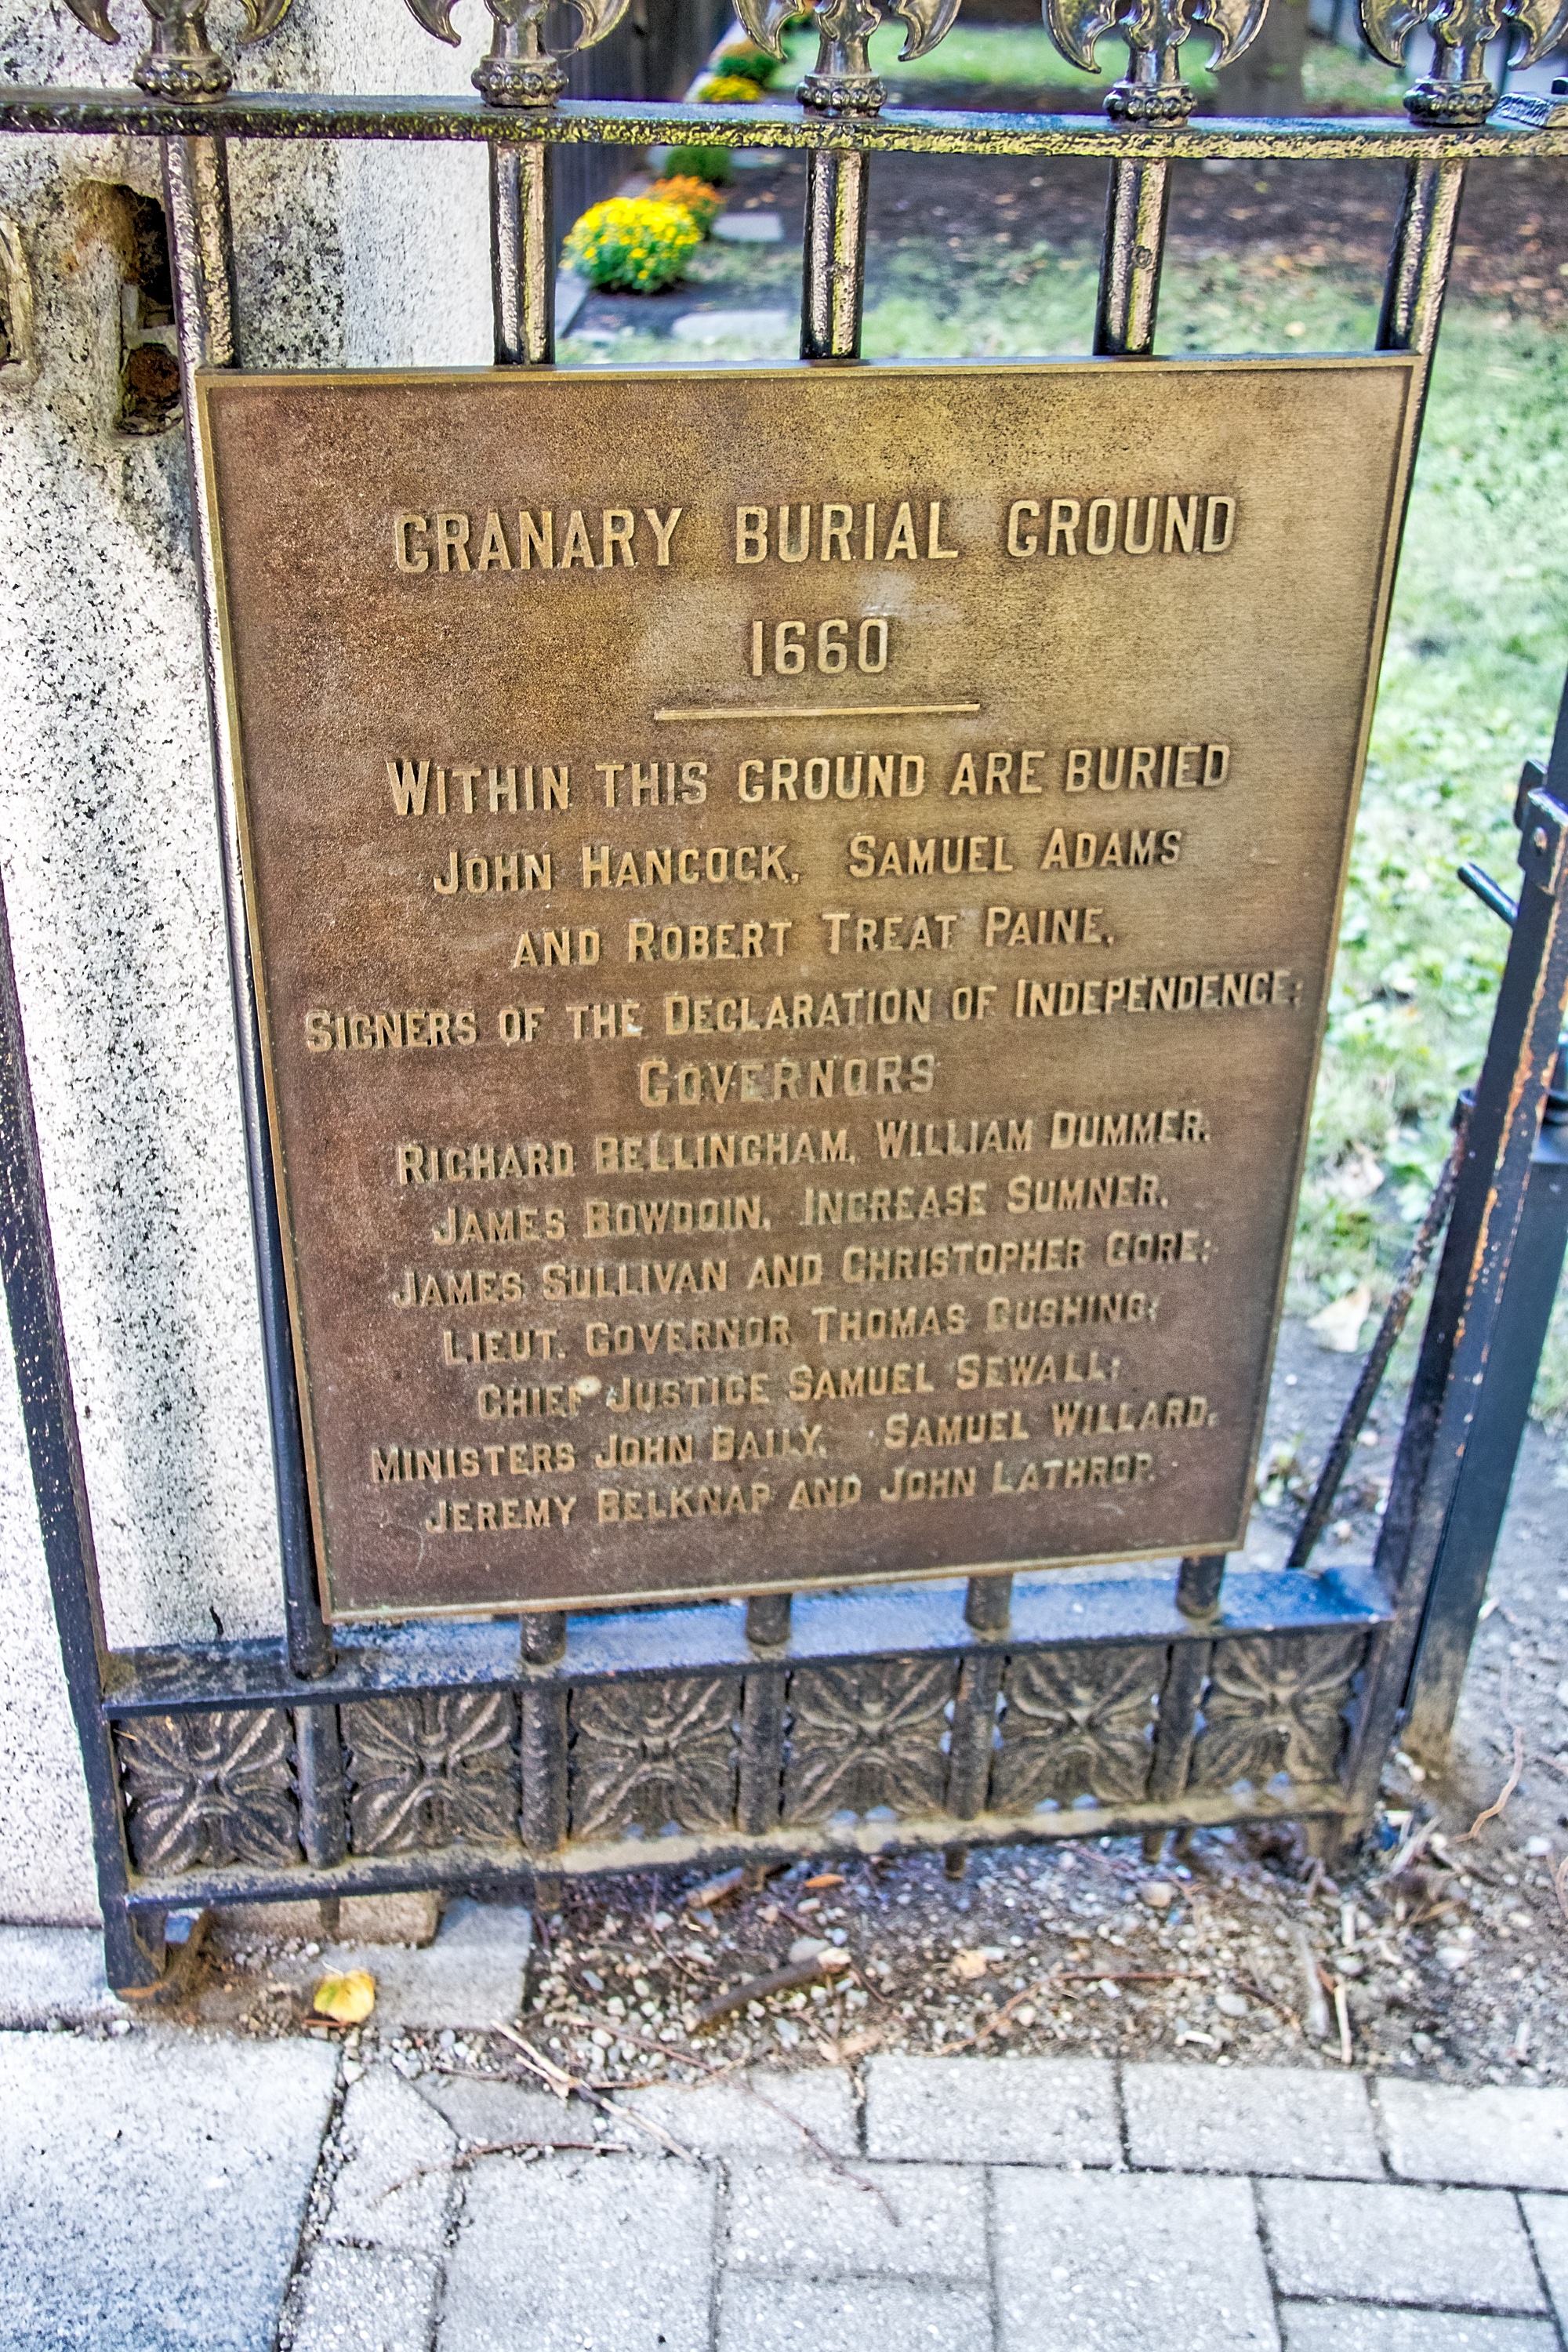 GRANARY BURIAL GROUND
1660
WITHIN THIS GROUND ARE BURIED
JOHN HANCOCK, SAMUEL ADAMS
AND ROBERT TREAT PAINE,
SIGNERS OF THE DECLARATION OF INDEPENDENCE;
GOVERNORS
RICHARD BELLINGHAM, WILLIAM DUMMER,
JAMES BOWDOIN, INCREASE SUMNER,
JAMES SULLIVAN AND CHRISTOPHER GORE;
LIEUT. GOVERNOR THOMAS CUSHING;
CHIEF JUSTICE SAMUEL SEWALL;
MINISTERS JOHN BAILY, SAMUEL WILLARD,
JEREMY BELKNAP AND JOHN LATHROP.